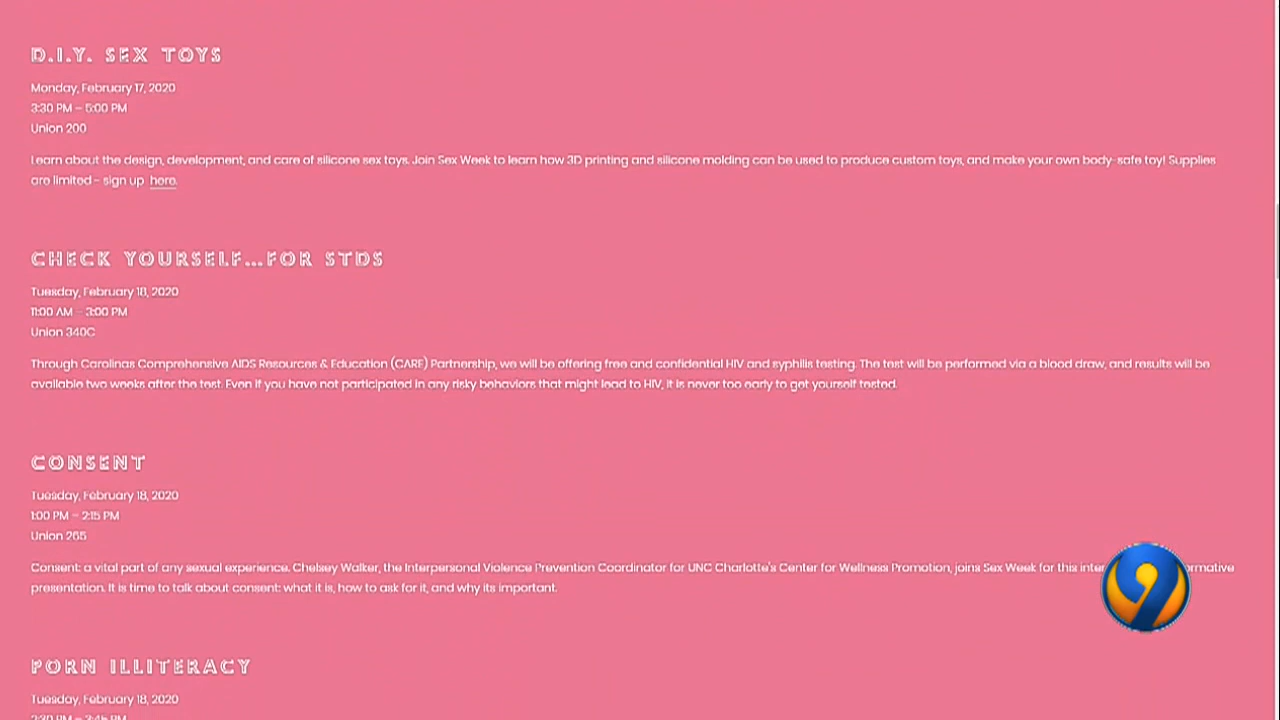 D.I.Y. SEX TOYS
Monday, February 17, 2020
3:30 PM – 5:00 PM
Union 200
Learn about the design, development, and care of silicone sex toys. Join Sex Week to learn how 3D printing and silicone molding can be used to produce custom toys, and make your own body-safe toy! Supplies
are limited – sign up here.
CHECK YOURSELF...FOR STDS
Tuesday, February 18, 2020
11:00 AM – 3:00 PM
Union 340C
Through Carolinas Comprehensive AIDS Resources & Education (CARE) Partnership, we will be offering free and confidential HIV and syphilis testing. The test will be performed via a blood draw, and results will be
available two weeks after the test. Even if you have not participated in any risky behaviors that might lead to HIV, it is never too early to get yourself tested.
CONSENT
Tuesday, February 18, 2020
1:00 PM – 2:15 PM
Union 265
Consent: a vital part of any sexual experience. Chelsey Walker, the Interpersonal Violence Prevention Coordinator for UNC Charlotte's Center for Wellness Promotion, joins Sex Week for this
presentation. It is time to talk about consent: what it is, how to ask for it, and why its important.
9
PORN ILLITERACY
Tuesday, February 18, 2020
2:30 PM – 3:45 PM